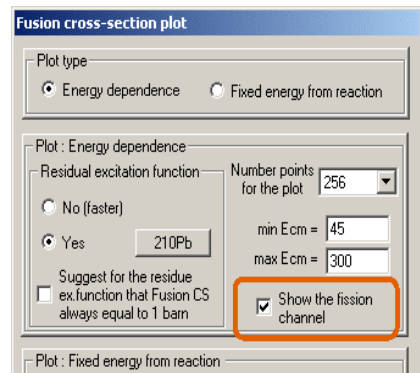 Fusion cross-section plot
Plot type
Energy dependence
Fixed energy from reaction
Plot : Energy dependence
Residual excitation function
No (faster)
Yes
210Pb
Suggest for the residue
ex.function that Fusion CS
always equal to 1 barn
Number points
for the plot
256
min Ecm =
45
max Ecm =
300
Show the fission
channel
Plot : Fixed energy from reaction